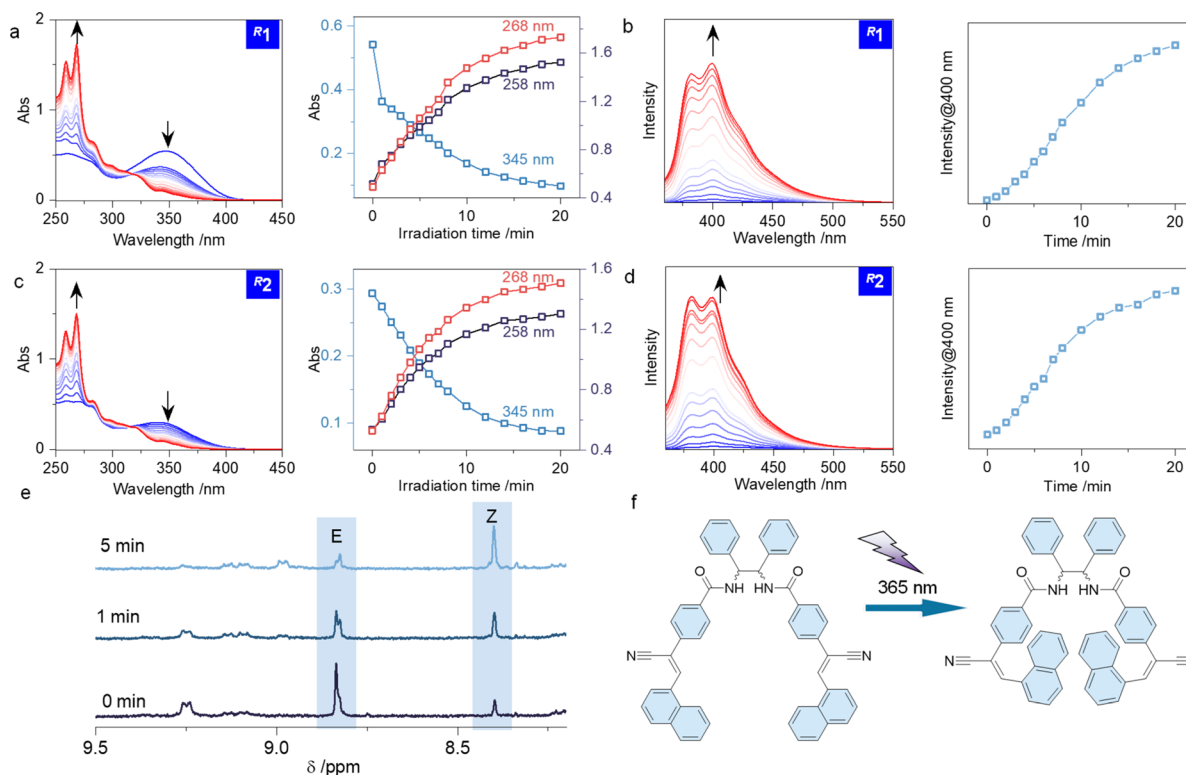 a
R1
2
1
0
250 300 350 400 450
Abs
Wavelength /nm
0.6
0.4
0.2
1.6
1.2
0.8
0.4
0 10 20
Abs
Irradiation time /min
268 nm
258 nm
345 nm
b
R1
Intensity
400 450 500 550
Wavelength /nm
Intensity@400 nm
0 10 20
Time /min
c
R2
2
1
0
250 300 350 400 450
Abs
Wavelength /nm
0.3
0.2
0.1
1.6
1.2
0.8
0.4
0 10 20
Abs
Irradiation time /min
268 nm
258 nm
345 nm
d
R2
Intensity
400 450 500 550
Wavelength /nm
Intensity@400 nm
0 10 20
Time /min
e
E
Z
5 min
1 min
0 min
9.5 9.0 8.5
δ /ppm
f
O
NH HN
O
N
N
365 nm
O
NH HN
O
N